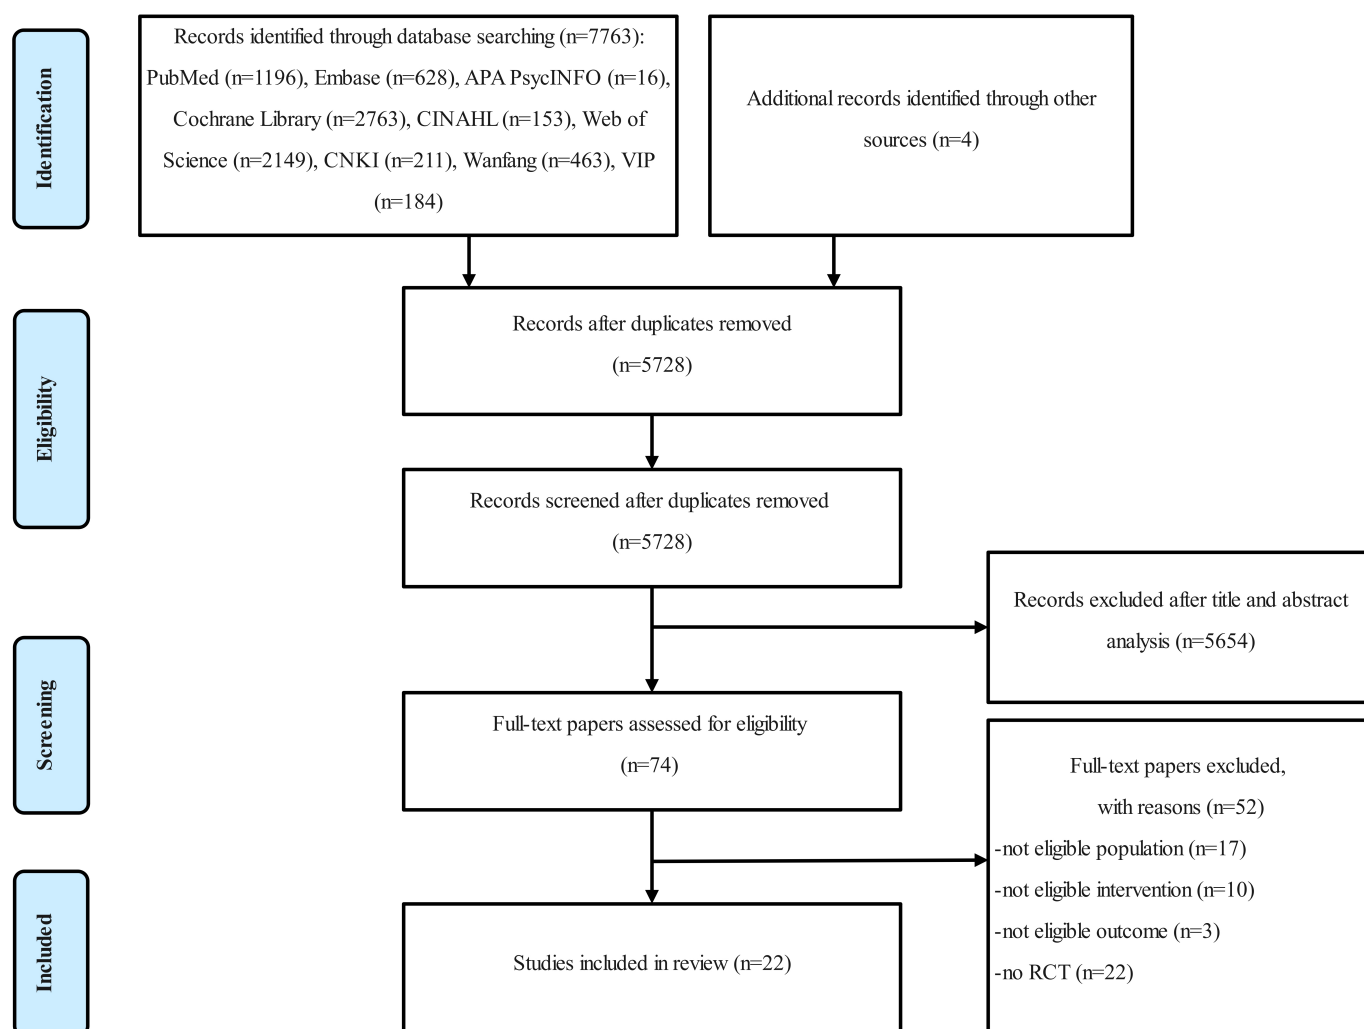 Identification
Records identified through database searching (n=7763):
PubMed (n=1196), Embase (n=628), APA PsycINFO (n=16),
Cochrane Library (n=2763), CINAHL (n=153), Web of
Science (n=2149), CNKI (n=211), Wanfang (n=463), VIP
(n=184)
Additional records identified through other
sources (n=4)
Eligibility
Records after duplicates removed
(n=5728)
Records screened after duplicates removed
(n=5728)
Records excluded after title and abstract
analysis (n=5654)
Screening
Full-text papers assessed for eligibility
(n=74)
Full-text papers excluded,
with reasons (n=52)
-not eligible population (n=17)
-not eligible intervention (n=10)
-not eligible outcome (n=3)
-no RCT (n=22)
Included
Studies included in review (n=22)